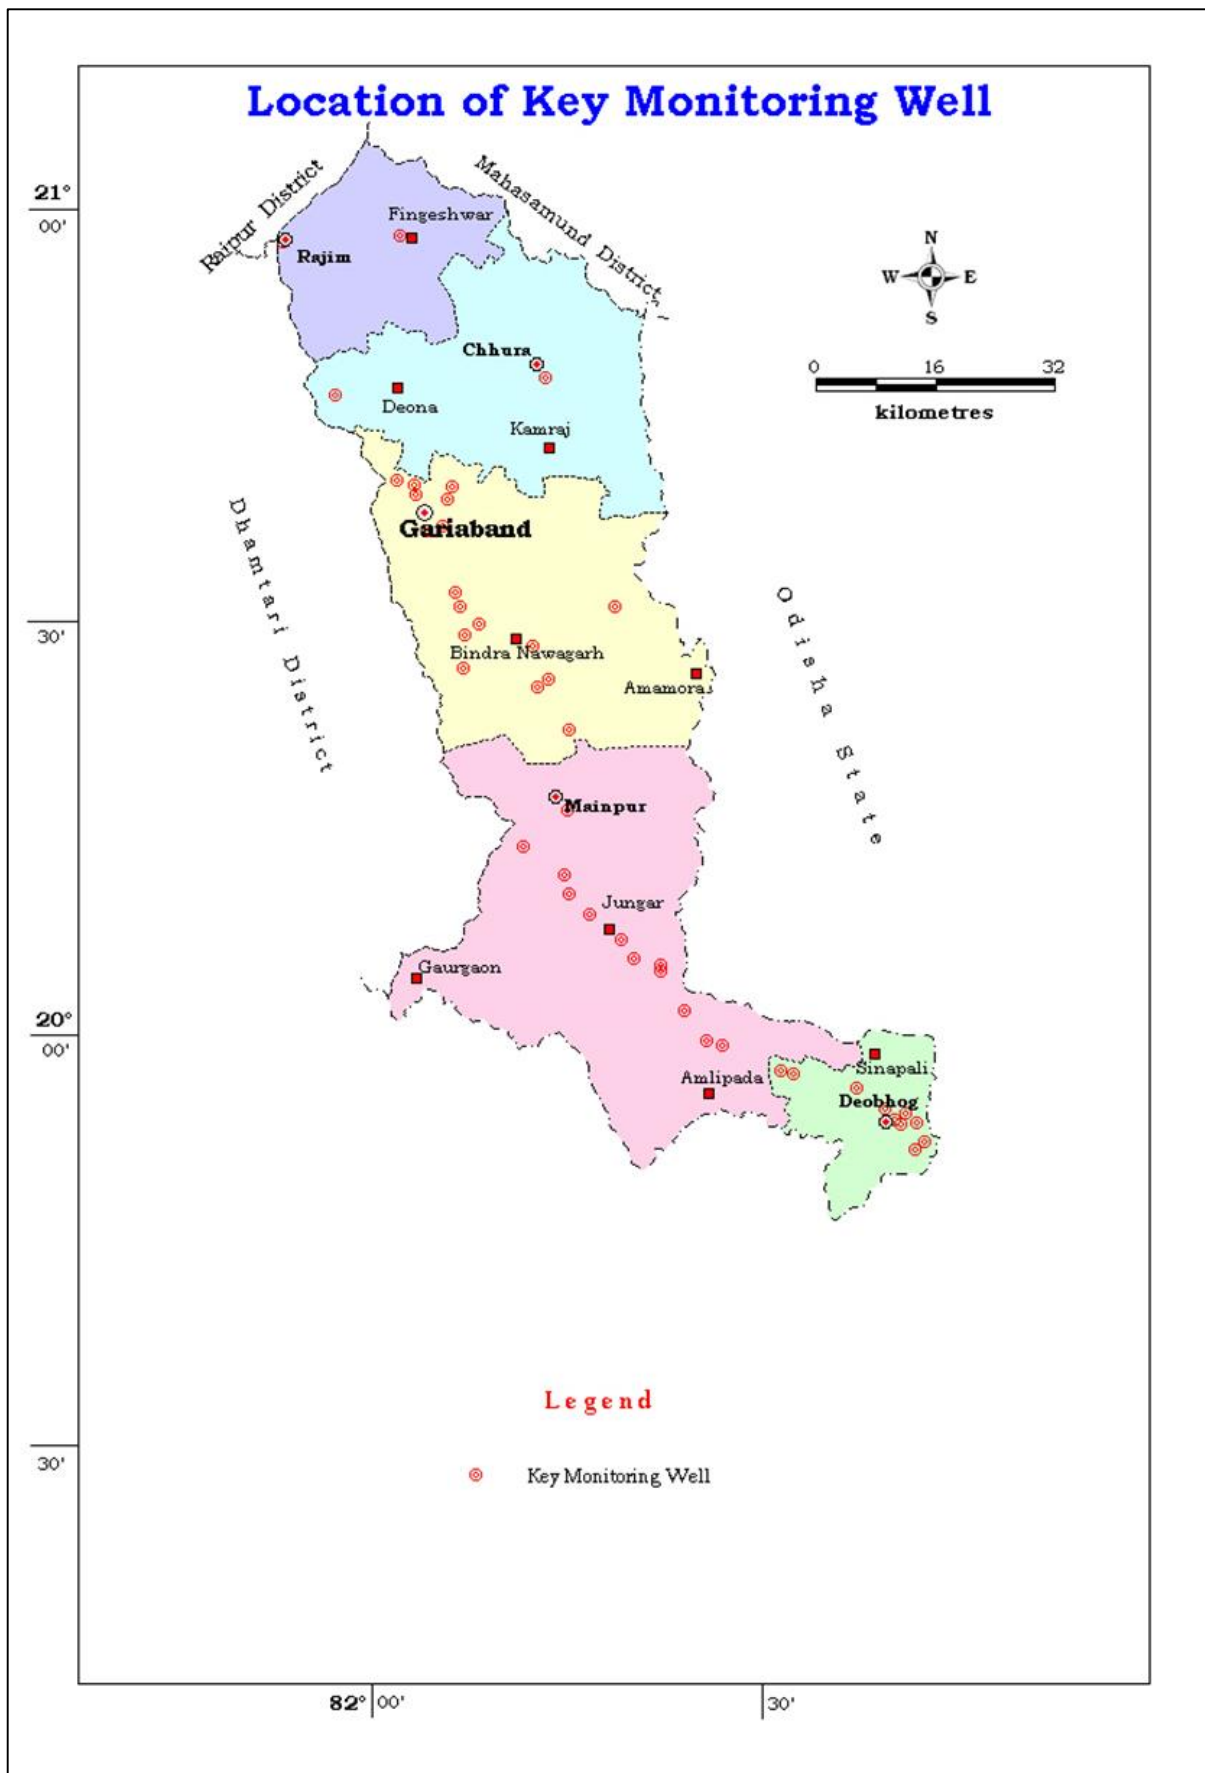 Location of Key Monitoring Well
Raipur District
Mahasamund District
21°
00'
Fingeshwar
Rajim
N
W E
S
Chhura
0 16 32
kilometres
Deona
Kamraj
Dhamtari District
Gariaband
Odisha State
30'
Bindra Nawagarh
Amamora
Mainpur
Jungar
Gaurgaon
20°
00'
Sinapali
Amlipada
Deobhog
Legend
30'
Key Monitoring Well
82° 00' 30'